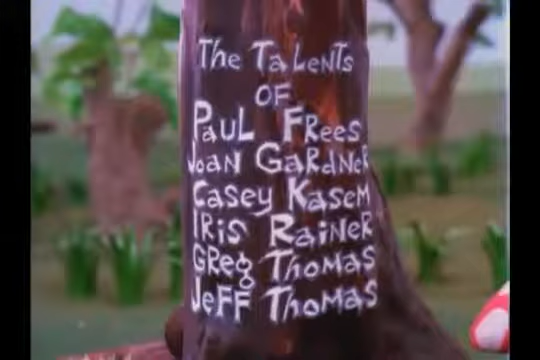 The Talents
OF
Paul Frees
Joan Gardner
Casey Kasem
Iris Rainer
Greg Thomas
Jeff Thomas